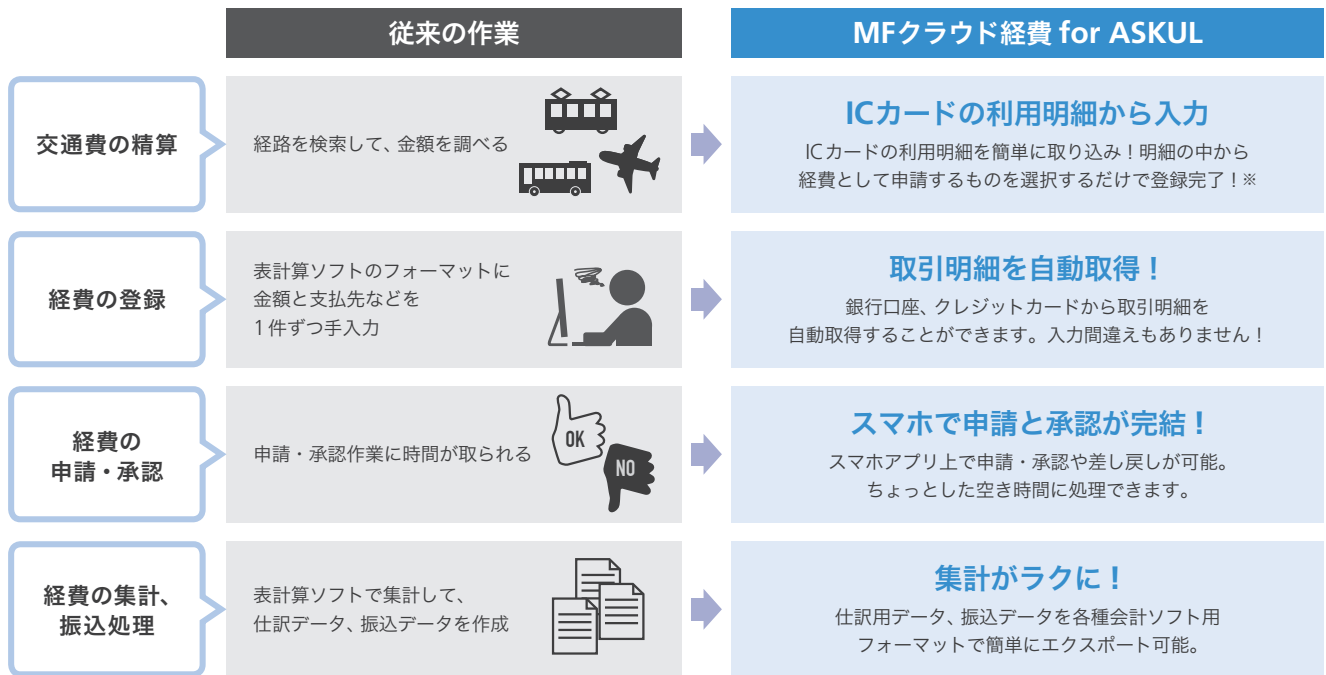 従来の作業
MFクラウド経費 for ASKUL
交通費の精算
経路を検索して、金額を調べる
ICカードの利用明細から入力
ICカードの利用明細を簡単に取り込み！明細の中から
経費として申請するものを選択するだけで登録完了！※
経費の登録
表計算ソフトのフォーマットに
金額と支払先などを
1件ずつ手入力
取引明細を自動取得！
銀行口座、クレジットカードから取引明細を
自動取得することができます。入力間違えもありません！
経費の
申請・承認
申請・承認作業に時間が取られる
OK
NO
スマホで申請と承認が完結！
スマホアプリ上で申請・承認や差し戻しが可能。
ちょっとした空き時間に処理できます。
経費の集計、
振込処理
表計算ソフトで集計して、
仕訳データ、振込データを作成
集計がラクに！
仕訳用データ、振込データを各種会計ソフト用
フォーマットで簡単にエクスポート可能。